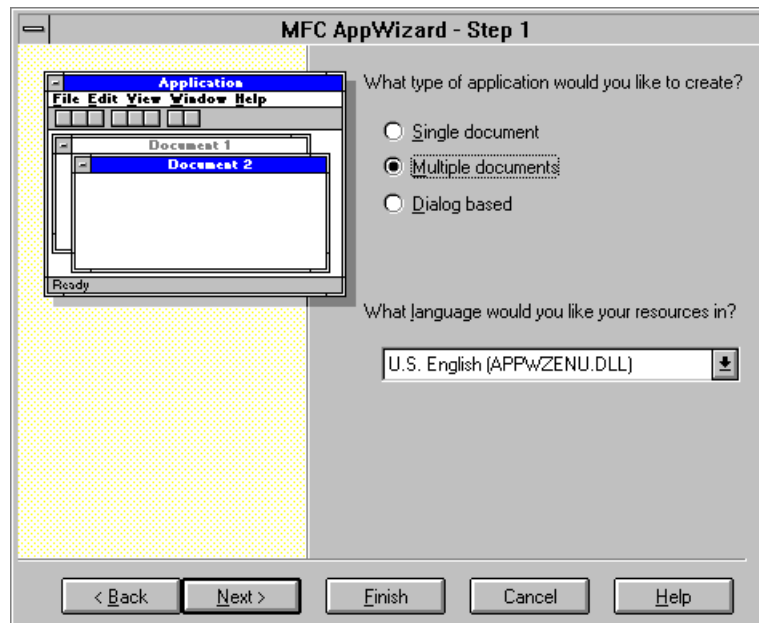 MFC AppWizard - Step 1
Application
File Edit View Window Help
Document 1
Document 2
Ready
What type of application would you like to create?
Single document
Multiple documents
Dialog based
What language would you like your resources in?
U.S. English (APPWZENU.DLL)
< Back Next > Finish Cancel Help